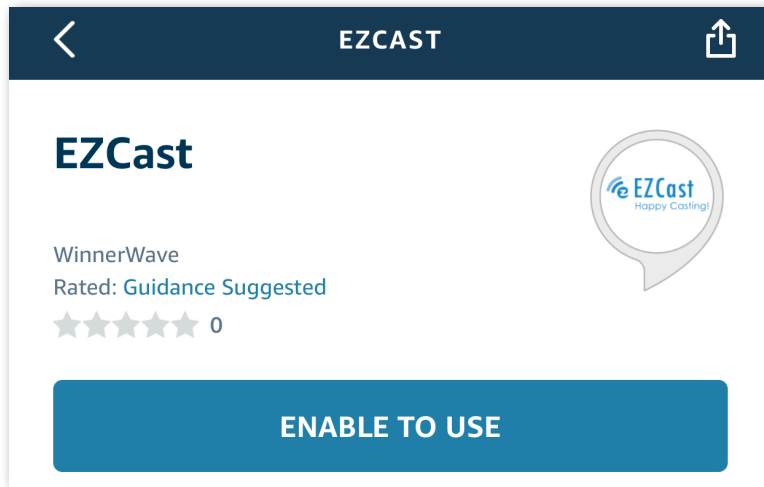 EZCAST
EZCast
EZCast
Happy Casting!
WinnerWave
Rated: Guidance Suggested
0
ENABLE TO USE